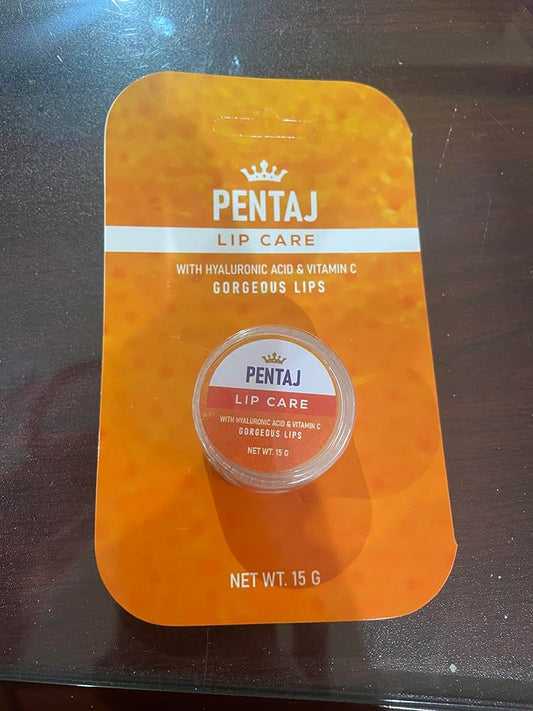 PENTAJ
LIP CARE
WITH HYALURONIC ACID & VITAMIN C
GORGEOUS LIPS
PENTAJ
LIP CARE
WITH HYALURONIC ACID & VITAMIN C
GORGEOUS LIPS
NET WT. 15 G
NET WT. 15 G